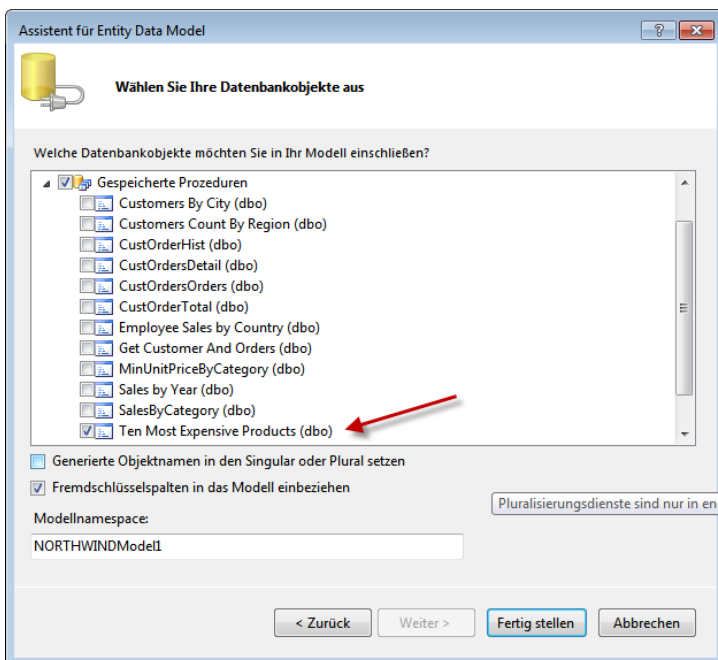 Assistent für Entity Data Model
Wählen Sie Ihre Datenbankobjekte aus
Welche Datenbankobjekte möchten Sie in Ihr Modell einschließen?
Gespeicherte Prozeduren
Customers By City (dbo)
Customers Count By Region (dbo)
CustOrderHist (dbo)
CustOrdersDetail (dbo)
CustOrdersOrders (dbo)
CustOrderTotal (dbo)
Employee Sales by Country (dbo)
Get Customer And Orders (dbo)
MinUnitPriceByCategory (dbo)
Sales by Year (dbo)
SalesByCategory (dbo)
Ten Most Expensive Products (dbo)
Generierte Objektnamen in den Singular oder Plural setzen
Fremdschlüsselspalten in das Modell einbeziehen
Pluralisierungsdienste sind nur in en
Modellnamespace:
NORTHWINDModel1
< Zurück
Weiter >
Fertig stellen
Abbrechen